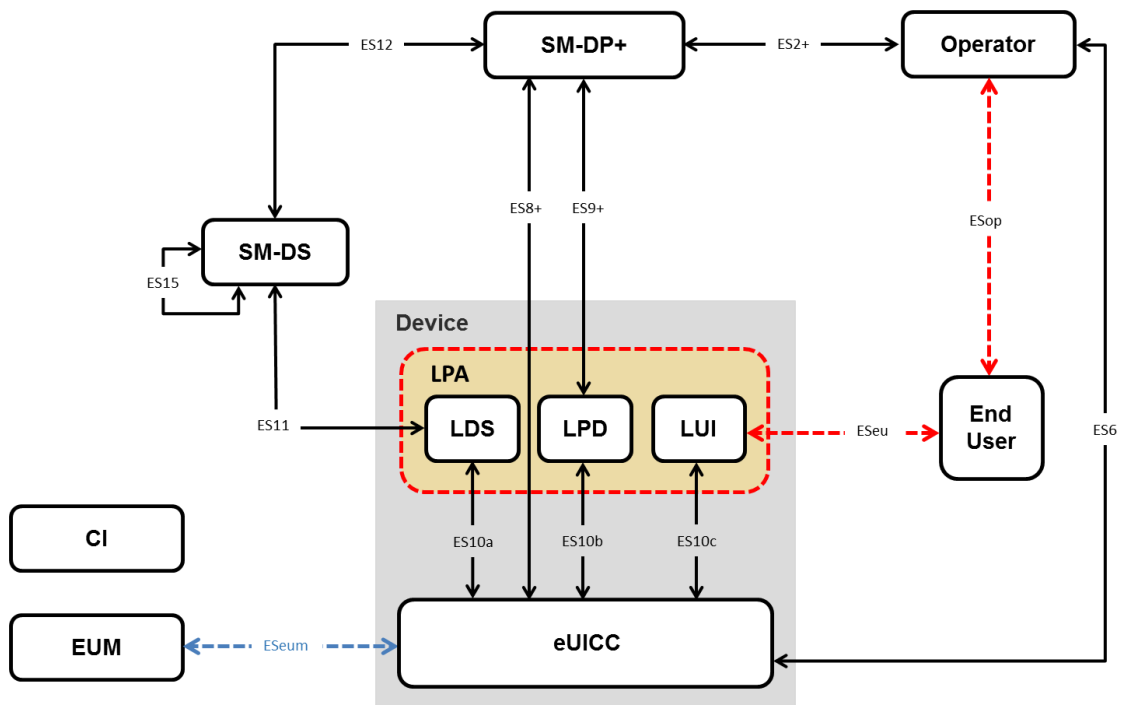 ES12
SM-DP+
ES2+
Operator
ES8+
ES9+
ESop
SM-DS
ES15
Device
LPA
ES11
LDS
LPD
LUI
ESeu
End
User
ES6
CI
ES10a
ES10b
ES10c
EUM
ESeum
eUICC